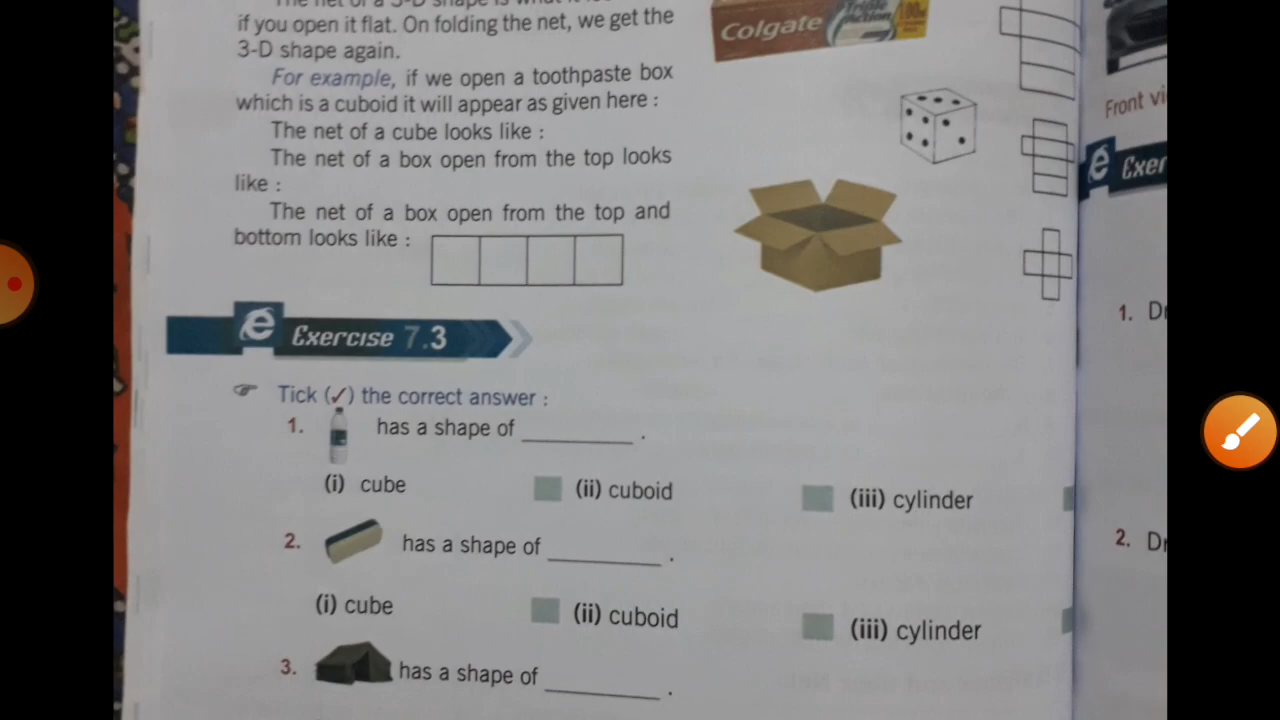 if you open it flat. On folding the net, we get the
3-D shape again.
For example, if we open a toothpaste box
which is a cuboid it will appear as given here :
The net of a cube looks like :
The net of a box open from the top looks
like :
The net of a box open from the top and
bottom looks like :
Colgate
Triple
Action
Front vi
e Exercise 7.3
e Exer
Tick (✓) the correct answer :
1. has a shape of ________ .
(i) cube (ii) cuboid (iii) cylinder
2. has a shape of ________ .
(i) cube (ii) cuboid (iii) cylinder
3. has a shape of ________ .
1. D
2. D